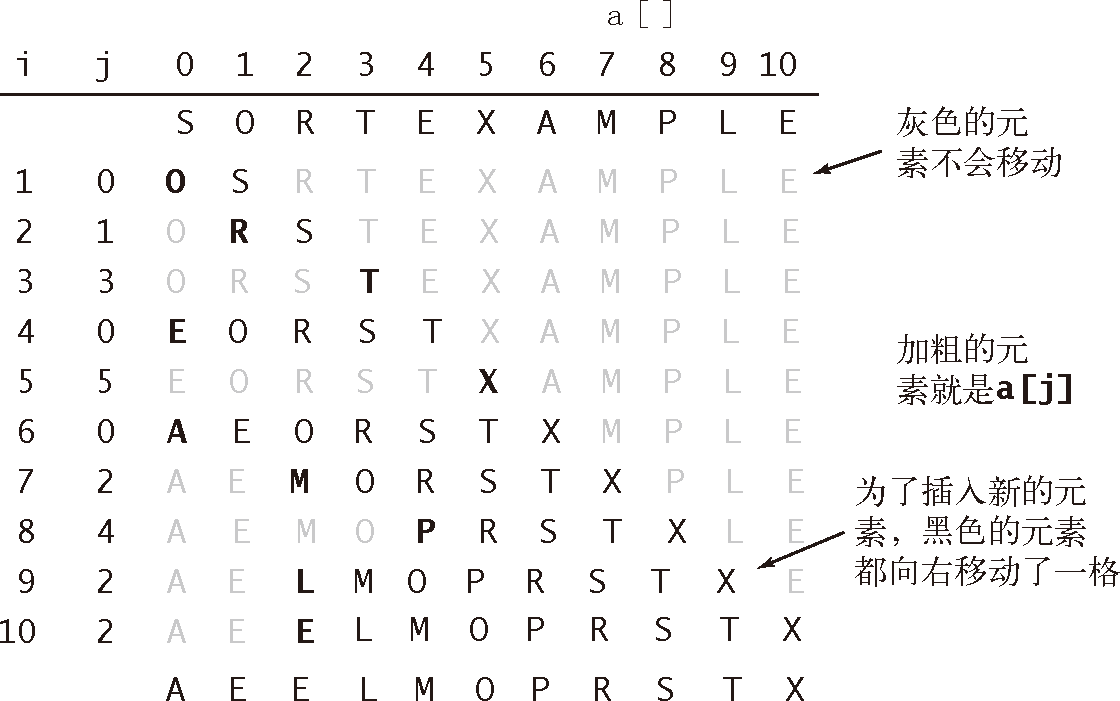 a[]
i j 0 1 2 3 4 5 6 7 8 9 10
S O R T E X A M P L E
1 0 O S R T E X A M P L E
2 1 O R S T E X A M P L E
3 3 O R S T E X A M P L E
4 0 E O R S T X A M P L E
5 5 E O R S T X A M P L E
6 0 A E O R S T X M P L E
7 2 A E M O R S T X P L E
8 4 A E M O P R S T X L E
9 2 A E L M O P R S T X E
10 2 A E E L M O P R S T X
A E E L M O P R S T X
灰色的元
素不会移动
加粗的元
素就是a[j]
为了插入新的元
素，黑色的元素
都向右移动了一格